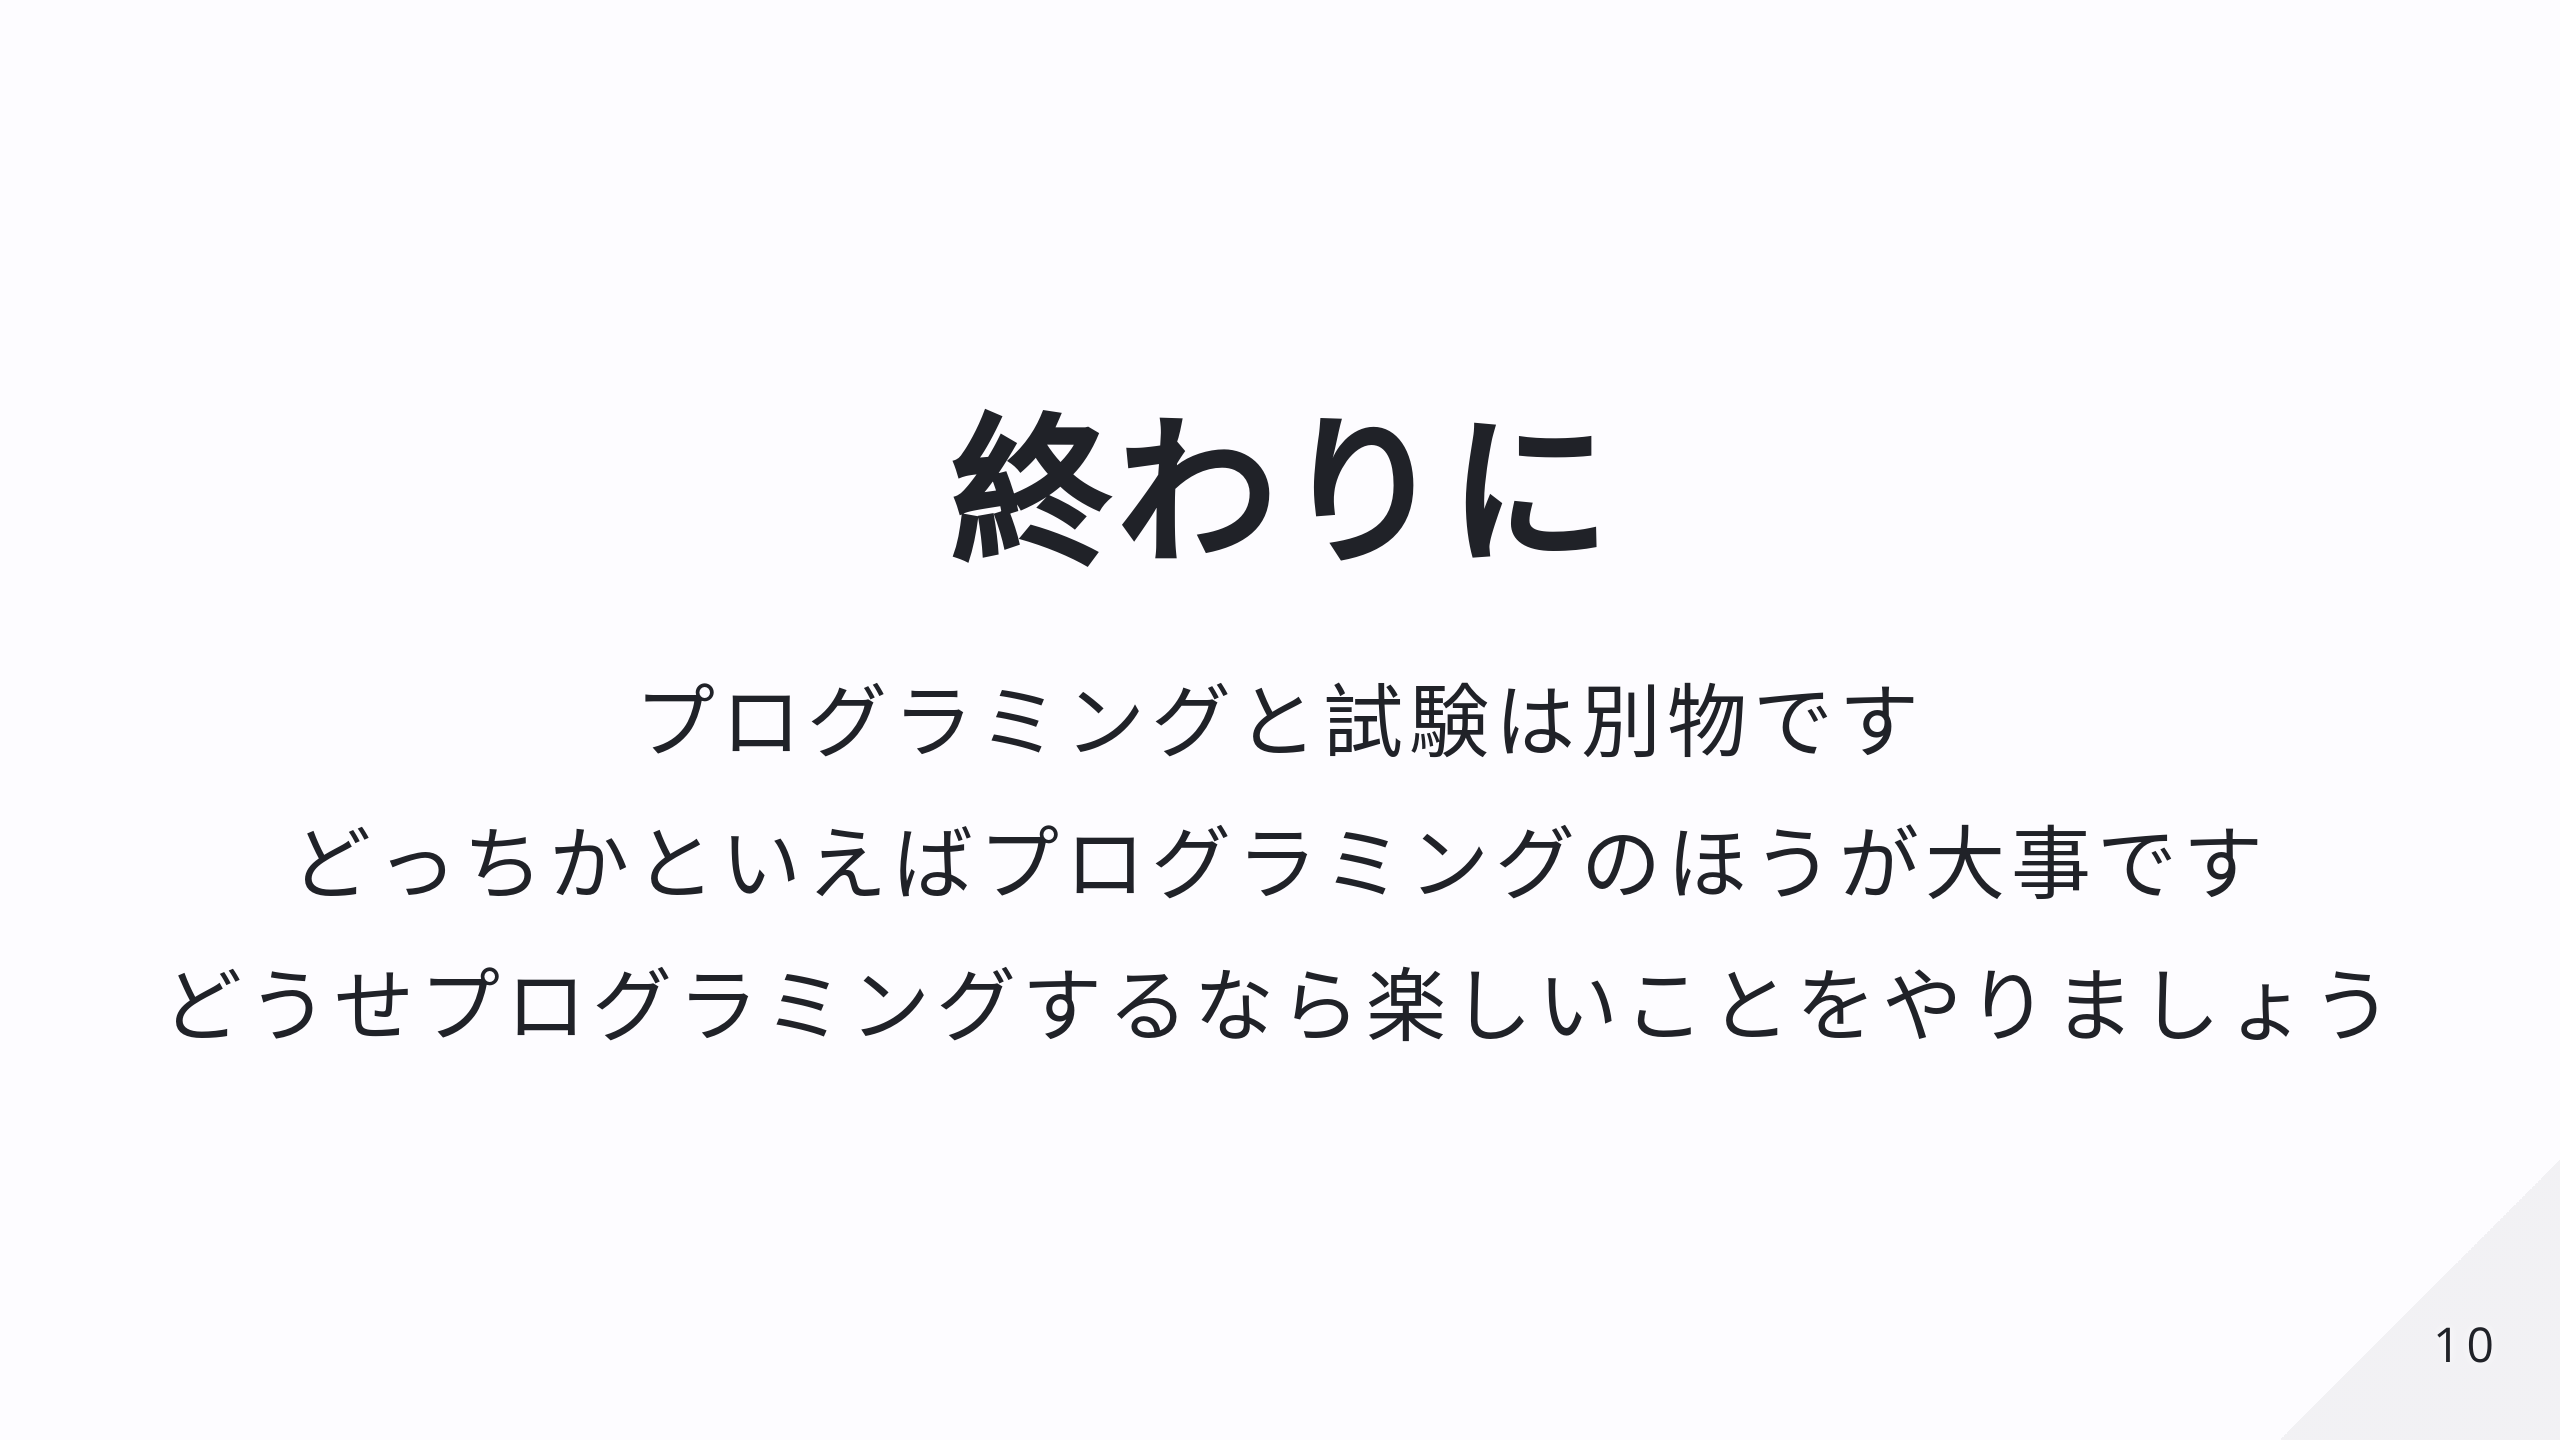 終わりに
プログラミングと試験は別物です
どっちかといえばプログラミングのほうが大事です
どうせプログラミングするなら楽しいことをやりましょう
10